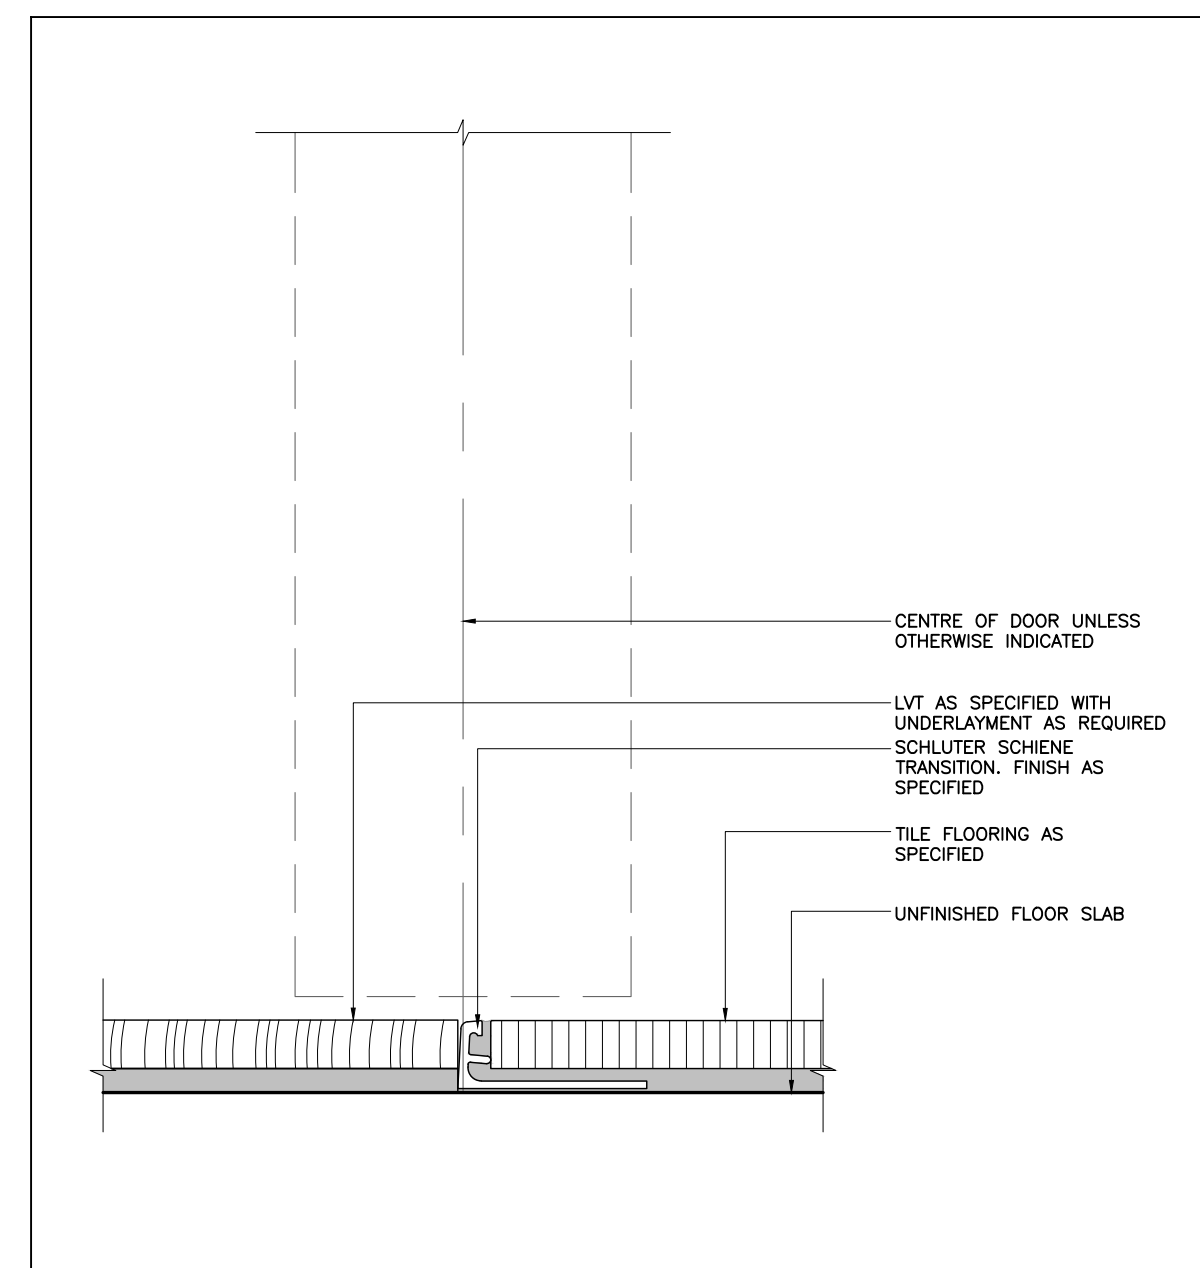 CENTRE OF DOOR UNLESS
OTHERWISE INDICATED
LVT AS SPECIFIED WITH
UNDERLAYMENT AS REQUIRED
SCHLUTER SCHIENE
TRANSITION. FINISH AS
SPECIFIED
TILE FLOORING AS
SPECIFIED
UNFINISHED FLOOR SLAB